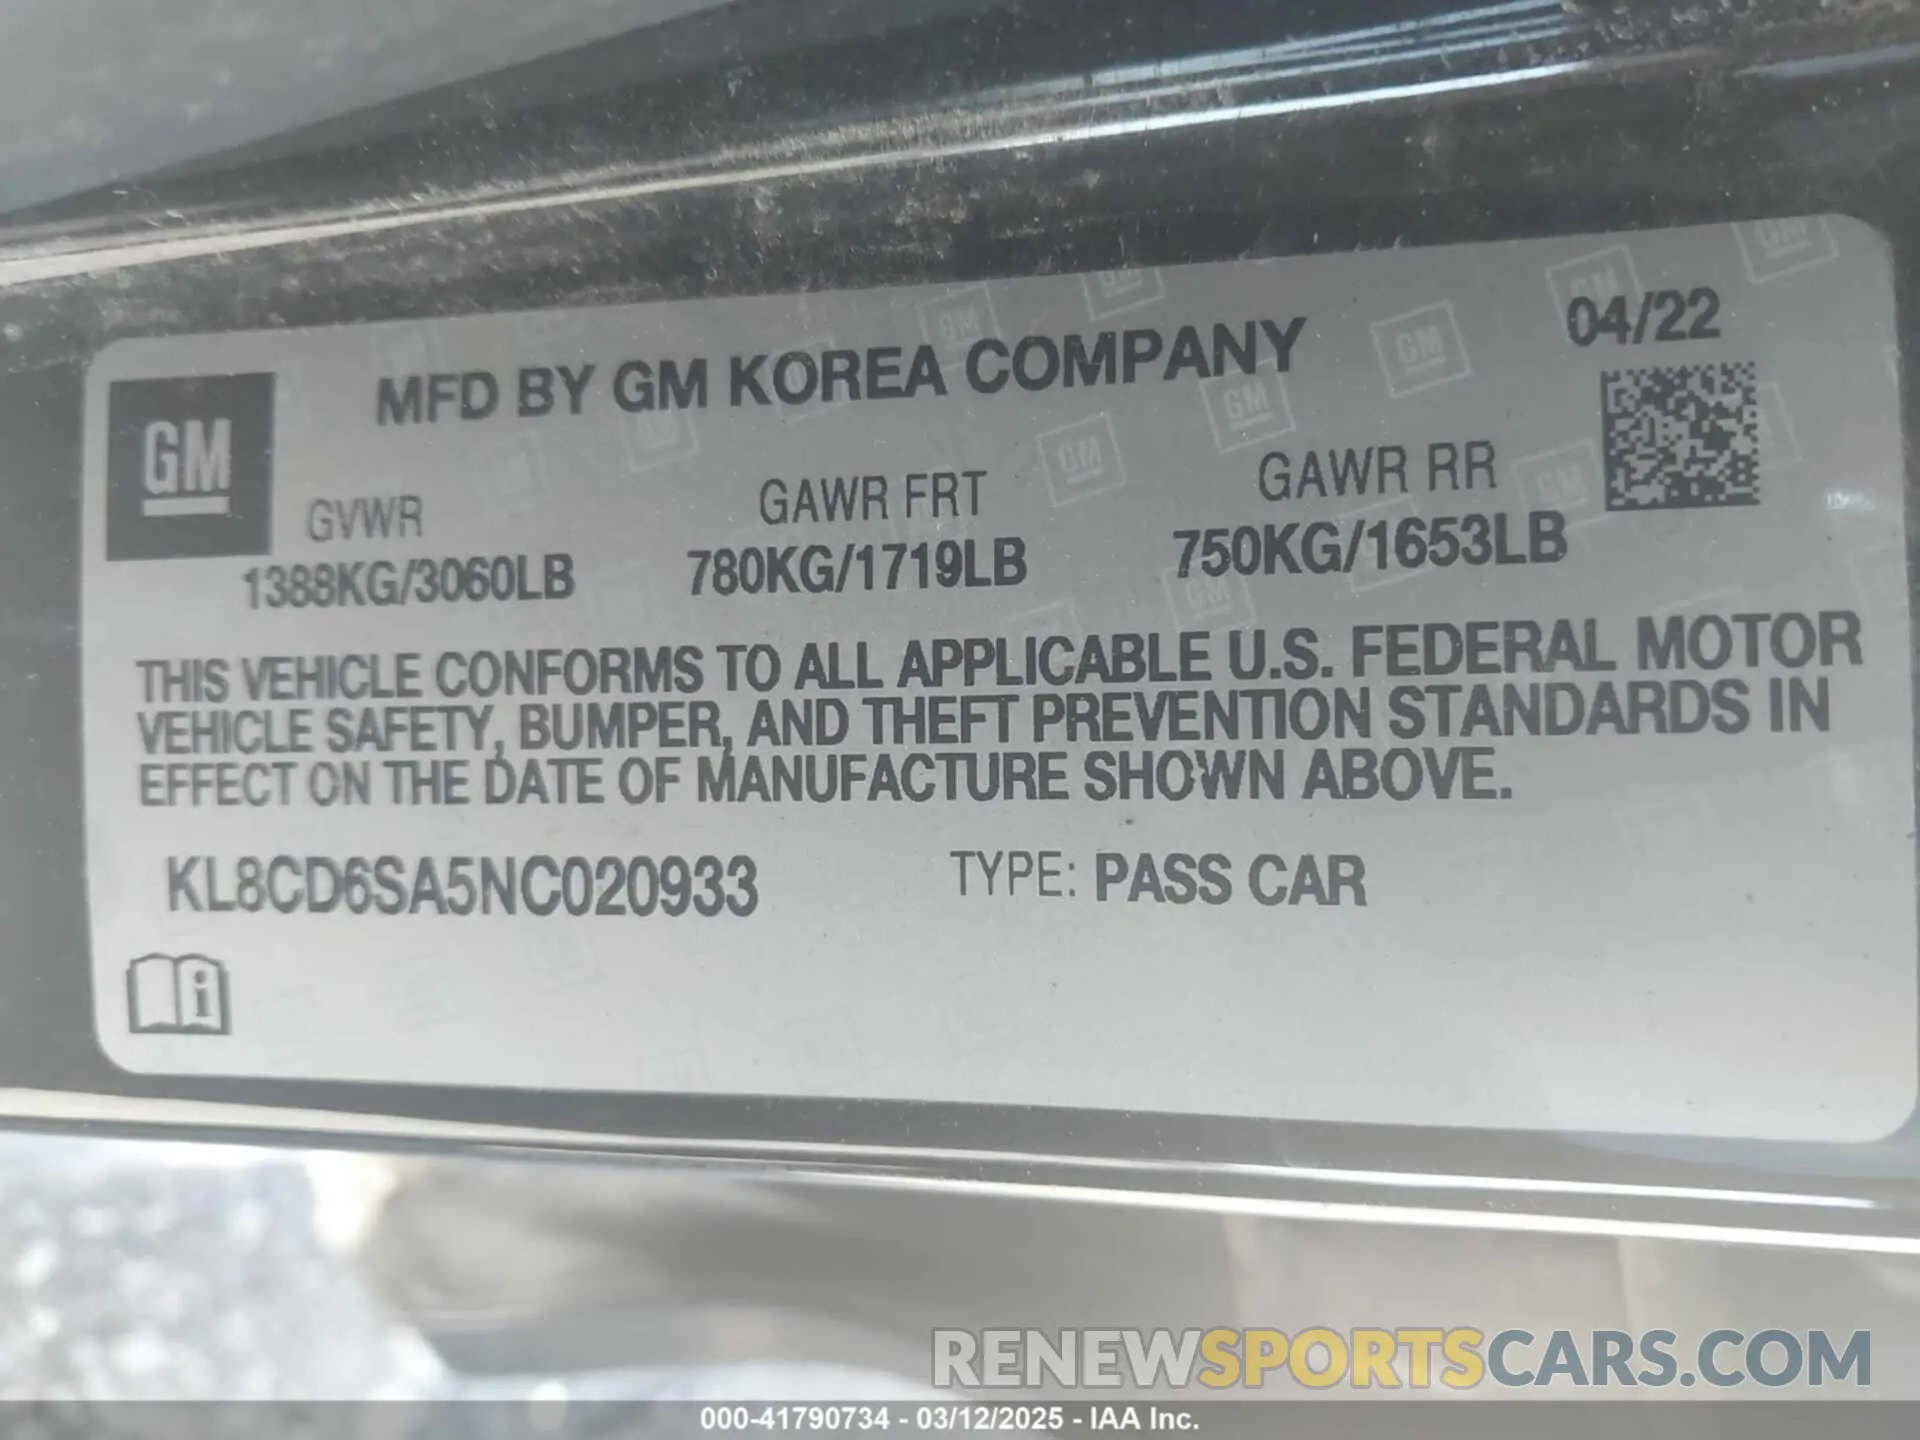 04/22
MFD BY GM KOREA COMPANY
GM
GVWR GAWR FRT GAWR RR
1388KG/3060LB 780KG/1719LB 750KG/1653LB
THIS VEHICLE CONFORMS TO ALL APPLICABLE U.S. FEDERAL MOTOR
VEHICLE SAFETY, BUMPER, AND THEFT PREVENTION STANDARDS IN
EFFECT ON THE DATE OF MANUFACTURE SHOWN ABOVE.
KL8CD6SA5NC020933 TYPE: PASS CAR
i
RENEWSPORTSCARS.COM
000-41790734 - 03/12/2025 - IAA Inc.